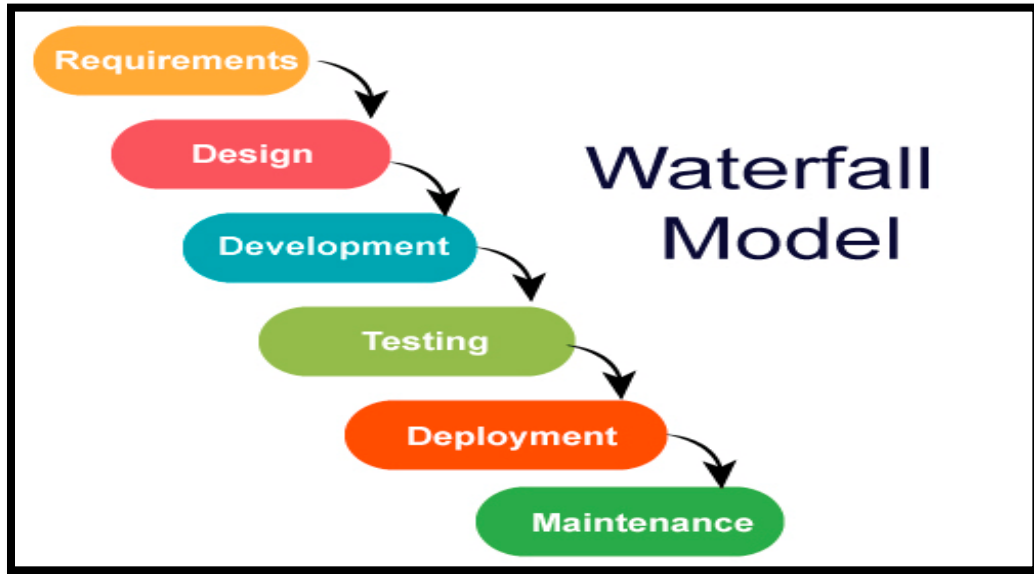 Requirements
Design
Development
Testing
Deployment
Maintenance
Waterfall
Model